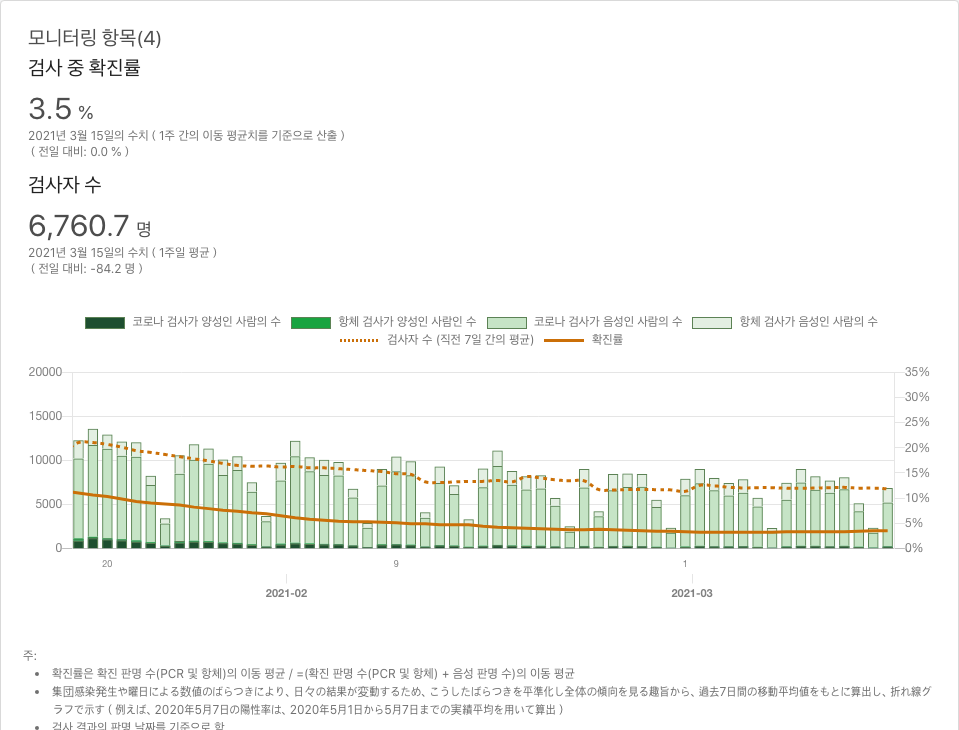 모니터링 항목(4)
검사 중 확진률
3.5 %
2021년 3월 15일의 수치 ( 1주 간의 이동 평균치를 기준으로 산출 )
( 전일 대비: 0.0 % )
검사자 수
6,760.7 명
2021년 3월 15일의 수치 ( 1주일 평균 )
( 전일 대비: -84.2 명 )
코로나 검사가 양성인 사람의 수 항체 검사가 양성인 사람인 수 코로나 검사가 음성인 사람의 수 항체 검사가 음성인 사람의 수
검사자 수 (직전 7일 간의 평균) 확진률
20000 35%
30%
15000 25%
20%
10000 15%
10%
5000 5%
0 0%
20 9 1
2021-02 2021-03
주:
• 확진률은 확진 판명 수(PCR 및 항체)의 이동 평균 / =(확진 판명 수(PCR 및 항체) + 음성 판명 수)의 이동 평균
• 集団感染発生や曜日による数値のばらつきにより、日々の結果が変動するため、こうしたばらつきを平準化し全体の傾向を見る趣旨から、過去7日間の移動平均値をもとに算出し、折れ線グ
ラフで示す ( 例えば、2020年5月7日の陽性率は、2020年5月1日から5月7日までの実績平均を用いて算出 )
• 검사 결과의 판명 날짜를 기준으로 함